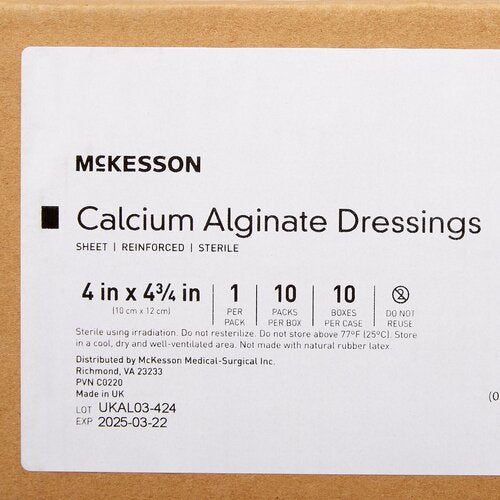 McKESSON
Calcium Alginate Dressings
SHEET | REINFORCED | STERILE
4 in x 4¾ in | 1 | 10 | 10
(10 cm x 12 cm) PER PACK | PACKS PER BOX | BOXES PER CASE | DO NOT REUSE
Sterile using irradiation. Do not resterilize. Do not store above 77°F (25°C). Store
in a cool, dry and well-ventilated area. Not made with natural rubber latex.
Distributed by McKesson Medical-Surgical Inc.
Richmond, VA 23233
PVN C0220
Made in UK
LOT UKAL03-424
EXP 2025-03-22
(0